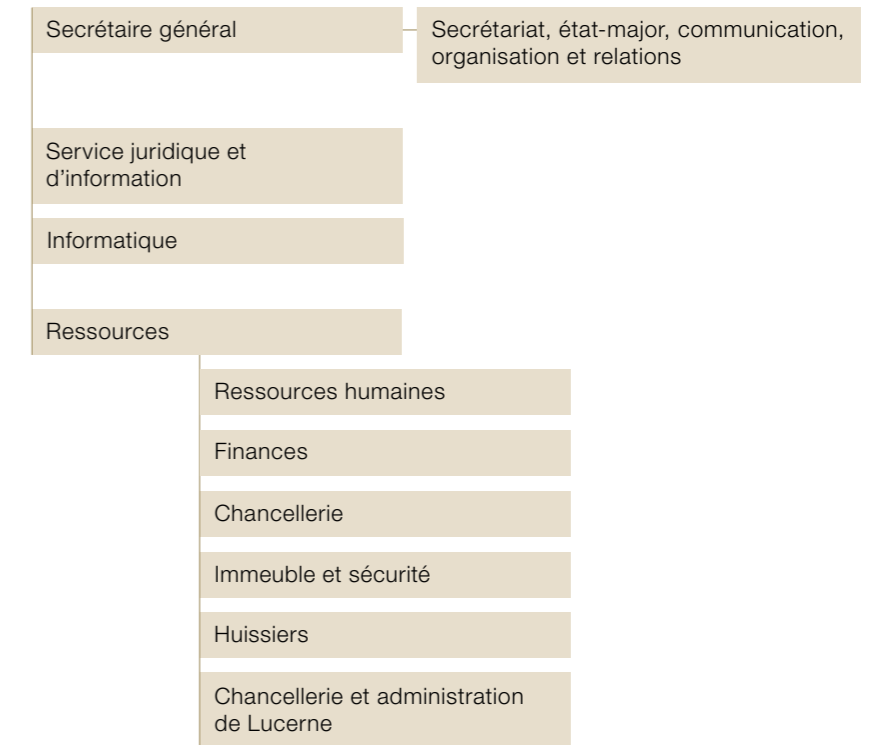 Secrétaire général
Secrétariat, état-major, communication,
organisation et relations
Service juridique et
d’information
Informatique
Ressources
Ressources humaines
Finances
Chancellerie
Immeuble et sécurité
Huissiers
Chancellerie et administration
de Lucerne